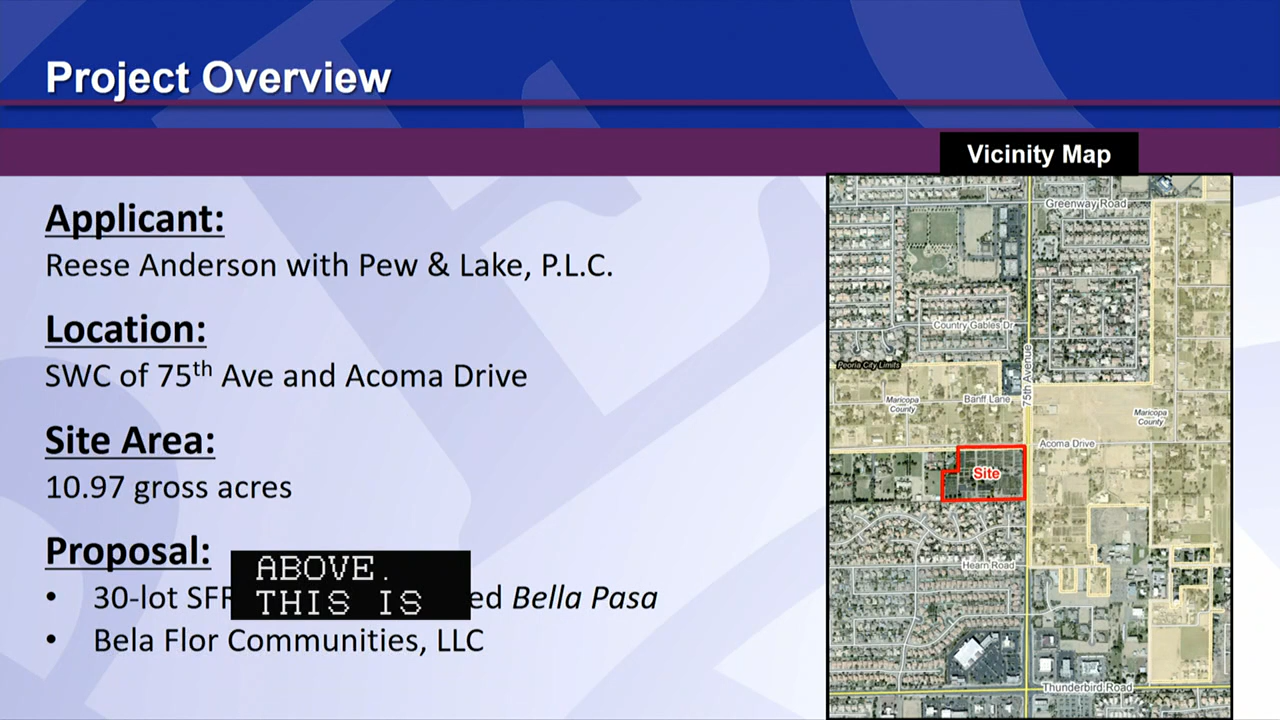 Project Overview
Vicinity Map
Applicant:
Reese Anderson with Pew & Lake, P.L.C.
Location:
SWC of 75th Ave and Acoma Drive
Site Area:
10.97 gross acres
Proposal:
• 30-lot SFR ed Bella Pasa
• Bela Flor Communities, LLC
ABOVE.
THIS IS
Greenway Road
Country Gables Dr
75th Avenue
Peoria City Limits
Maricopa
County
Banff Lane
Maricopa
County
Acoma Drive
Site
Hearn Road
Thunderbird Road